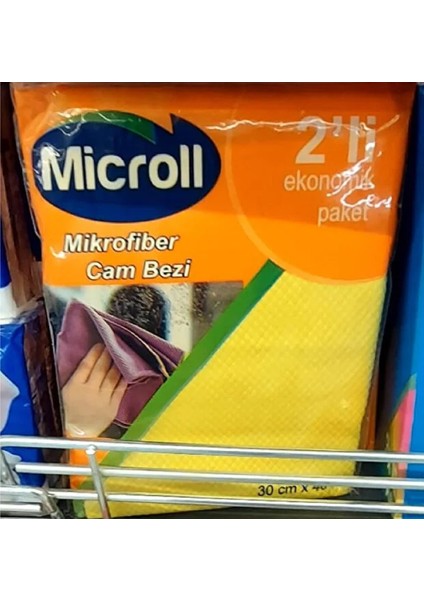 Microll
2'li
ekonomik
paket
Mikrofiber
Cam Bezi
30 cm x 40